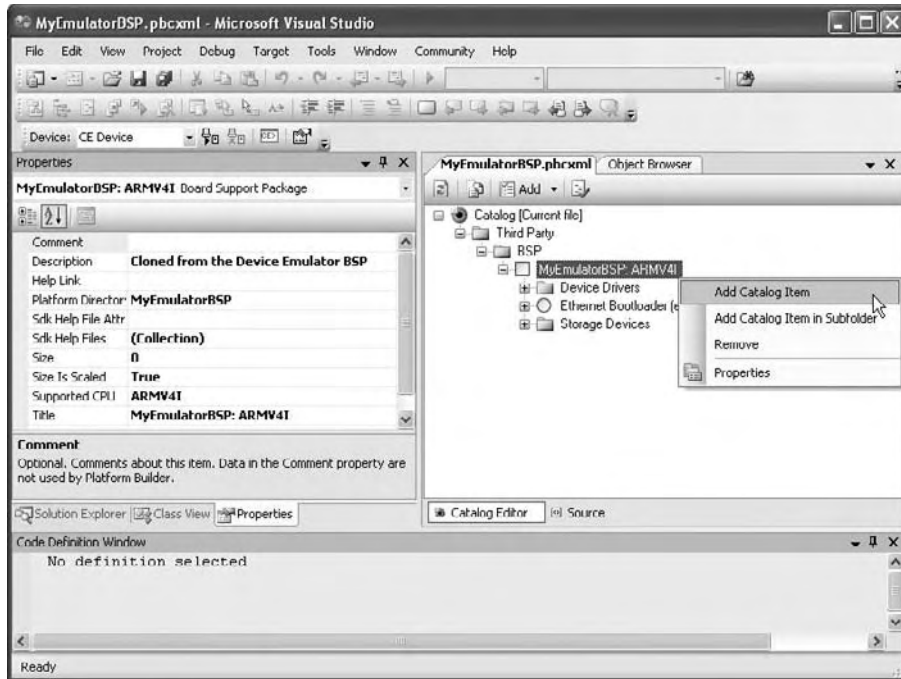 MyEmulatorBSP.pbcxml - Microsoft Visual Studio
File Edit View Project Debug Target Tools Window Community Help
Device: CE Device
Properties
MyEmulatorBSP: ARMV4I Board Support Package
Comment
Description Cloned from the Device Emulator BSP
Help Link
Platform Director MyEmulatorBSP
Sdk Help File Attr
Sdk Help Files (Collection)
Size 0
Size Is Scaled True
Supported CPU ARMV4I
Title MyEmulatorBSP: ARMV4I
Comment
Optional. Comments about this item. Data in the Comment property are
not used by Platform Builder.
Solution Explorer Class View Properties
MyEmulatorBSP.pbcxml Object Browser
Add
Catalog [Current file]
Third Party
BSP
MyEmulatorBSP: ARMV4I
Device Drivers
Ethernet Bootloader (e
Storage Devices
Add Catalog Item
Add Catalog Item in Subfolder
Remove
Properties
Catalog Editor Source
Code Definition Window
No definition selected
Ready